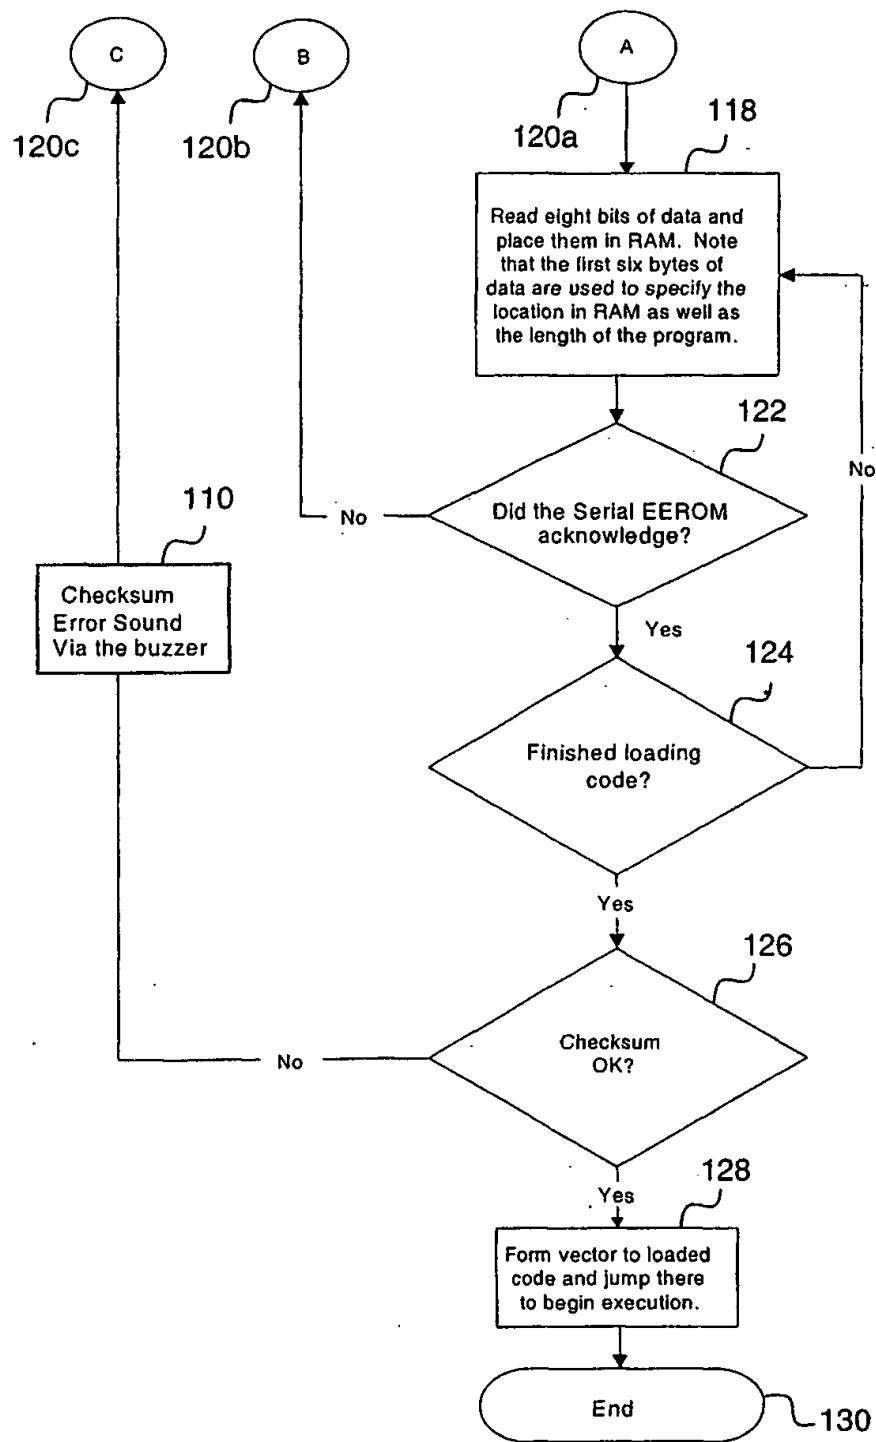 C
B
A
120c
120b
120a
118
Read eight bits of data and
place them in RAM. Note
that the first six bytes of
data are used to specify the
location in RAM as well as
the length of the program.
122
No
Did the Serial EEROM
acknowledge?
No
110
Checksum
Error Sound
Via the buzzer
Yes
124
Finished loading
code?
Yes
126
Checksum
OK?
No
Yes
128
Form vector to loaded
code and jump there
to begin execution.
End
130